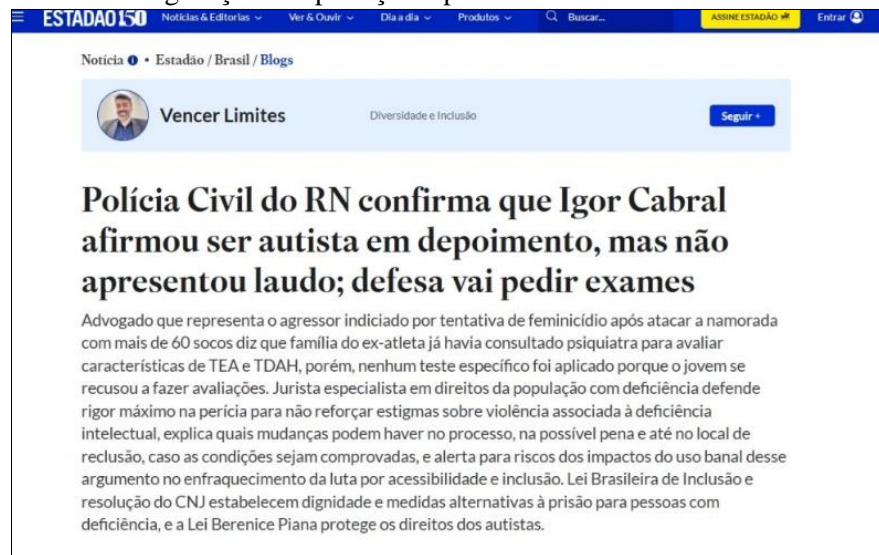 ESTADÃO 150 Notícias & Editorias Ver & Ouvir Dia a dia Produtos Buscar... ASSINE ESTADÃO Entrar
Notícia • Estadão / Brasil / Blogs
Vencer Limites Diversidade e Inclusão Seguir +
Polícia Civil do RN confirma que Igor Cabral
afirmou ser autista em depoimento, mas não
apresentou laudo; defesa vai pedir exames
Advogado que representa o agressor indiciado por tentativa de feminicídio após atacar a namorada
com mais de 60 socos diz que família do ex-atleta já havia consultado psiquiatra para avaliar
características de TEA e TDAH, porém, nenhum teste específico foi aplicado porque o jovem se
recusou a fazer avaliações. Jurista especialista em direitos da população com deficiência defende
rigor máximo na perícia para não reforçar estigmas sobre violência associada à deficiência
intelectual, explica quais mudanças podem haver no processo, na possível pena e até no local de
reclusão, caso as condições sejam comprovadas, e alerta para riscos dos impactos do uso banal desse
argumento no enfraquecimento da luta por acessibilidade e inclusão. Lei Brasileira de Inclusão e
resolução do CNJ estabelecem dignidade e medidas alternativas à prisão para pessoas com
deficiência, e a Lei Berenice Piana protege os direitos dos autistas.